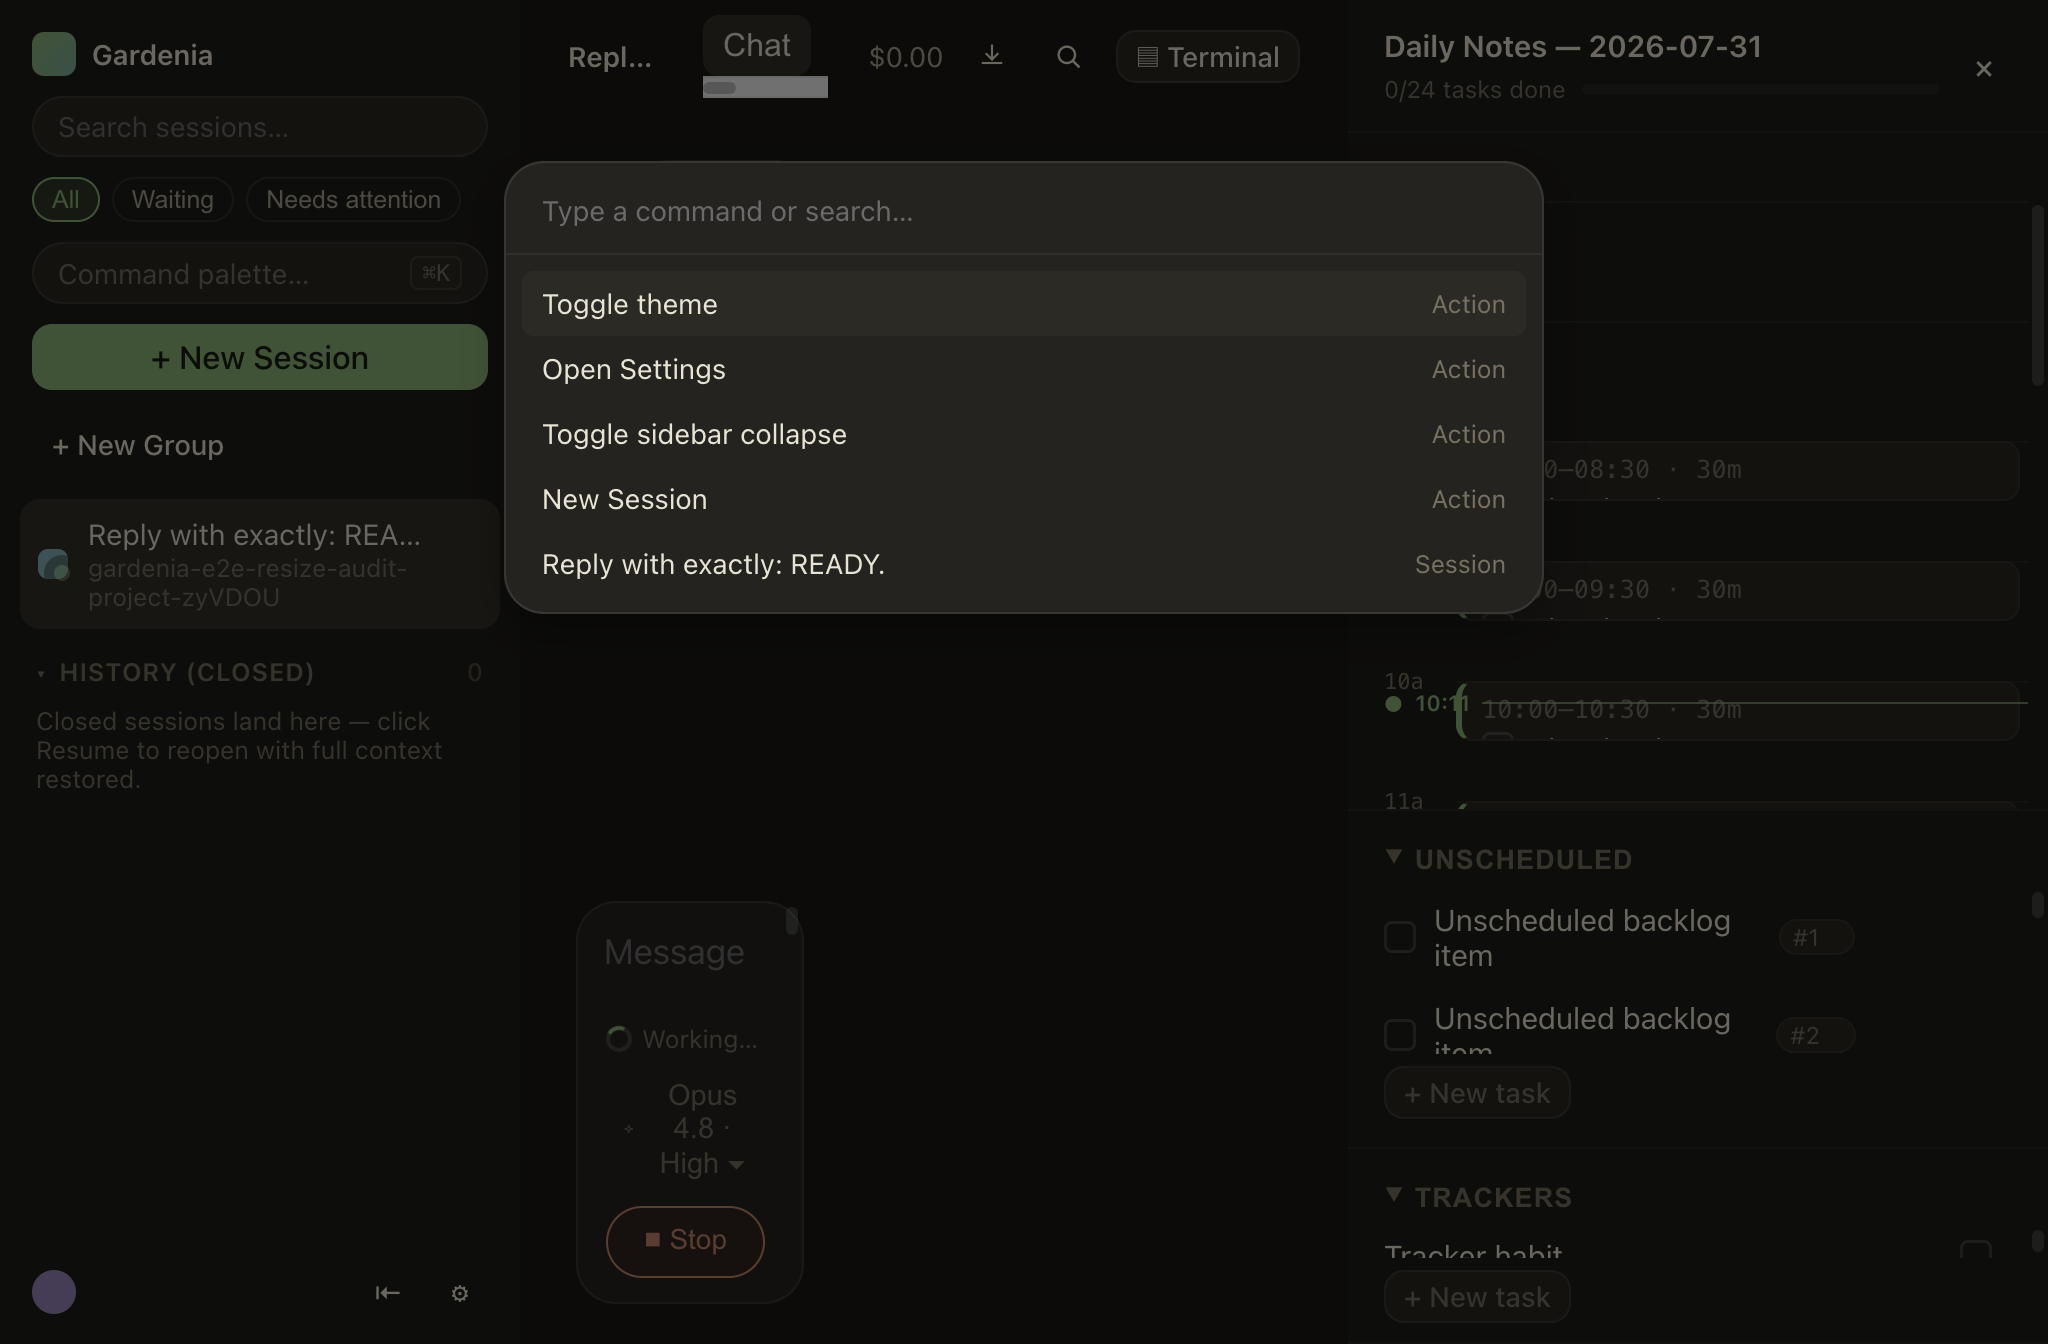 Gardenia
Search sessions...
All
Waiting
Needs attention
Command palette...
⌘K
+ New Session
+ New Group
Reply with exactly: REA...
gardenia-e2e-resize-audit-
project-zyVDOU
HISTORY (CLOSED)
0
Closed sessions land here — click
Resume to reopen with full context
restored.
Repl...
Chat
$0.00
Terminal
Type a command or search...
Toggle theme
Action
Open Settings
Action
Toggle sidebar collapse
Action
New Session
Action
Reply with exactly: READY.
Session
Message
Working...
Opus
4.8 ·
High
Stop
Daily Notes — 2026-07-31
0/24 tasks done
0–08:30 · 30m
0–09:30 · 30m
10a
10:11
10:00–10:30 · 30m
11a
UNSCHEDULED
Unscheduled backlog
item
#1
Unscheduled backlog
item
#2
+ New task
TRACKERS
Tracker habit
+ New task